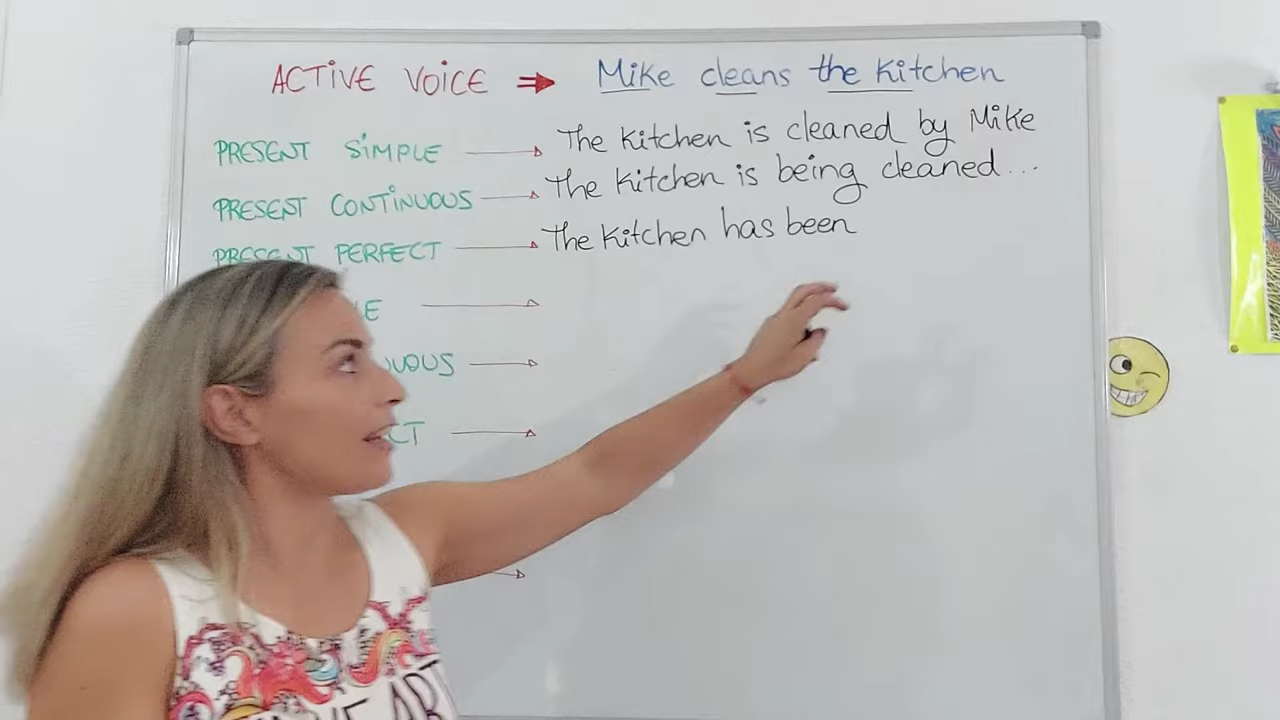 ACTIVE VOICE ⇒ Mike cleans the kitchen
PRESENT SIMPLE → The kitchen is cleaned by Mike
PRESENT CONTINUOUS → The kitchen is being cleaned...
PRESENT PERFECT → The kitchen has been